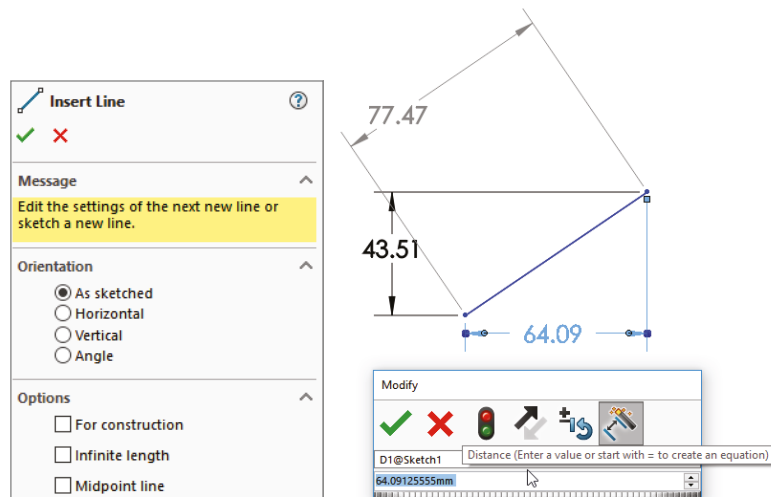 Insert Line
Message
Edit the settings of the next new line or
sketch a new line.
Orientation
As sketched
Horizontal
Vertical
Angle
Options
For construction
Infinite length
Midpoint line
77.47
43.51
64.09
Modify
D1@Sketch1
Distance (Enter a value or start with = to create an equation)
64.09125555mm